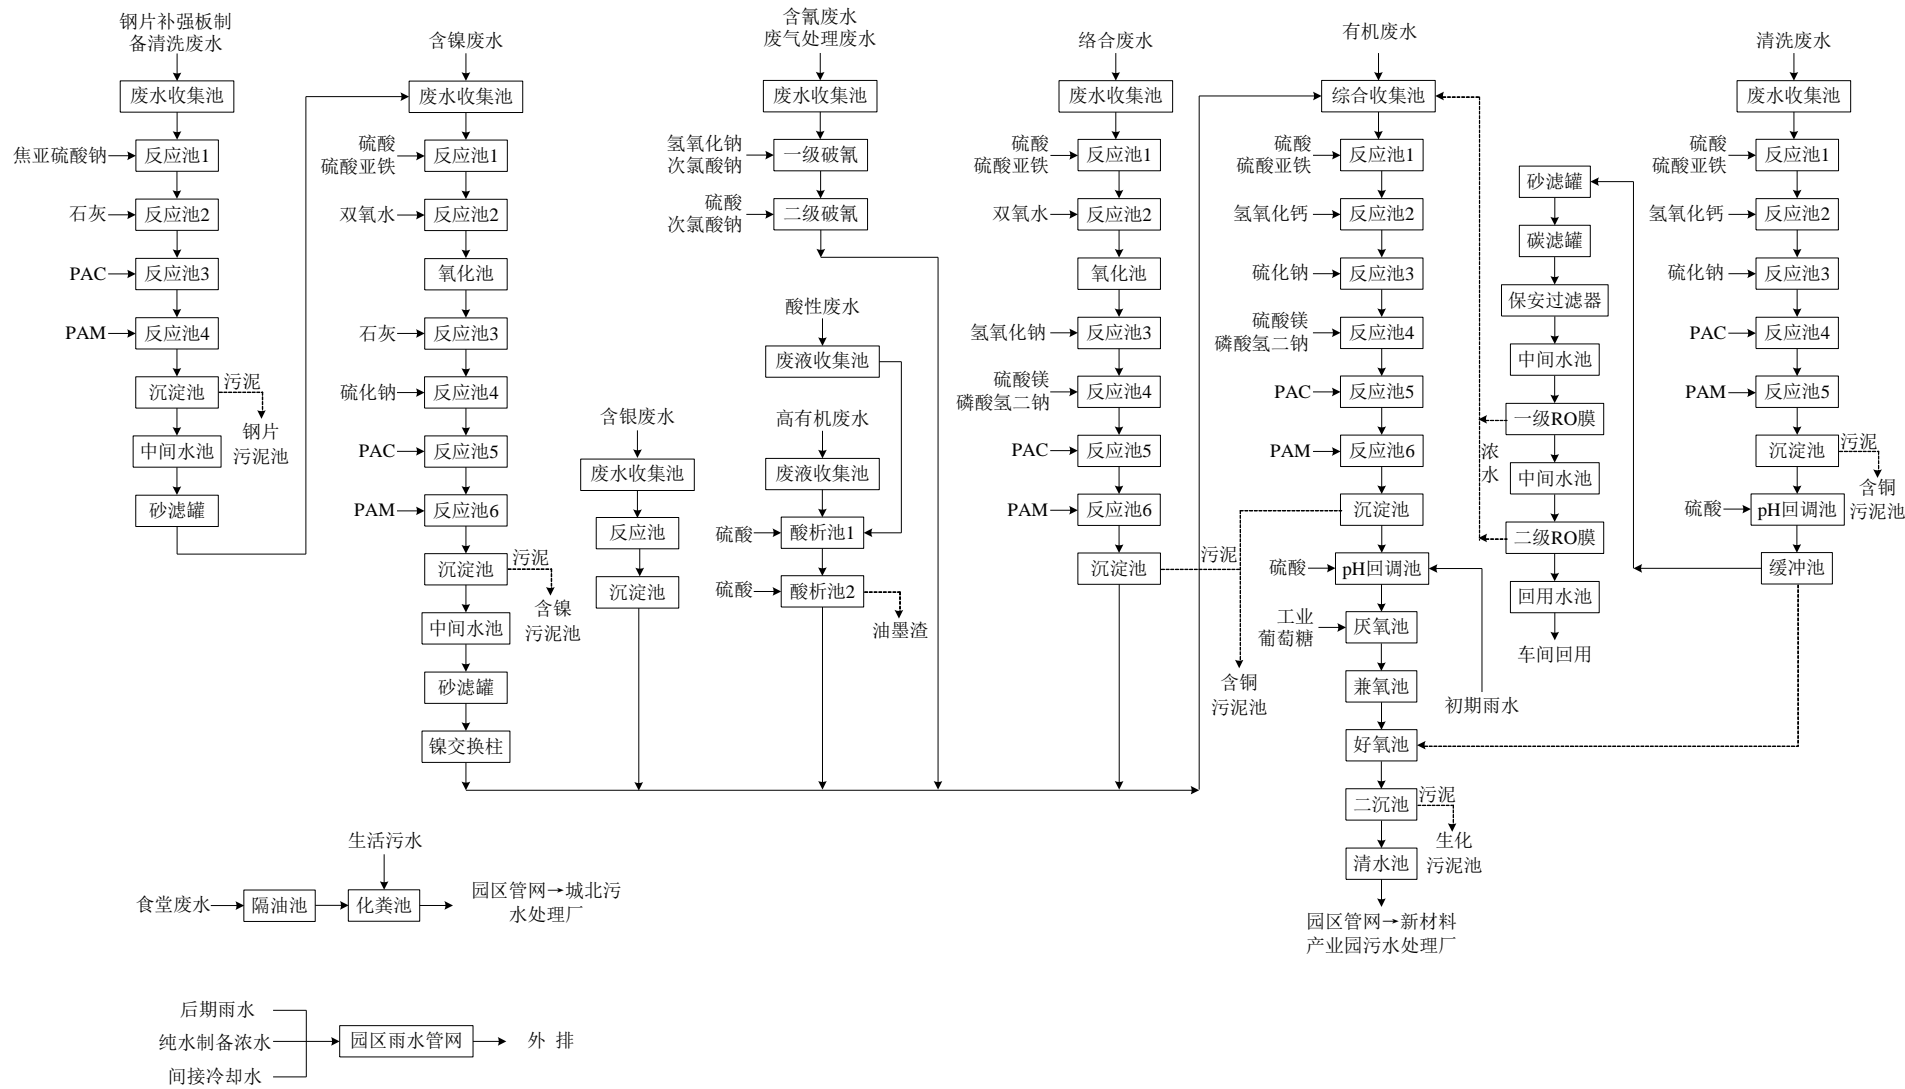 钢片补强板制
备清洗废水
废水收集池
焦亚硫酸钠
反应池1
石灰
反应池2
PAC
反应池3
PAM
反应池4
沉淀池
污泥
钢片
污泥池
中间水池
砂滤罐
含镍废水
废水收集池
硫酸
硫酸亚铁
反应池1
双氧水
反应池2
氧化池
石灰
反应池3
硫化钠
反应池4
PAC
反应池5
PAM
反应池6
沉淀池
污泥
含镍
污泥池
中间水池
砂滤罐
镍交换柱
含银废水
废水收集池
反应池
沉淀池
含氰废水
废气处理废水
废水收集池
氢氧化钠
次氯酸钠
一级破氰
硫酸
次氯酸钠
二级破氰
酸性废水
废液收集池
高有机废水
废液收集池
硫酸
酸析池1
硫酸
酸析池2
油墨渣
络合废水
废水收集池
硫酸
硫酸亚铁
反应池1
双氧水
反应池2
氧化池
氢氧化钠
反应池3
硫酸镁
磷酸氢二钠
反应池4
PAC
反应池5
PAM
反应池6
沉淀池
污泥
含铜
污泥池
有机废水
综合收集池
硫酸
硫酸亚铁
反应池1
氢氧化钙
反应池2
硫化钠
反应池3
硫酸镁
磷酸氢二钠
反应池4
PAC
反应池5
PAM
反应池6
沉淀池
硫酸
pH回调池
工业
葡萄糖
厌氧池
兼氧池
初期雨水
好氧池
二沉池
污泥
生化
污泥池
清水池
园区管网→新材料
产业园污水处理厂
砂滤罐
碳滤罐
保安过滤器
中间水池
一级RO膜
浓
水
中间水池
二级RO膜
回用水池
车间回用
清洗废水
废水收集池
硫酸
硫酸亚铁
反应池1
氢氧化钙
反应池2
硫化钠
反应池3
PAC
反应池4
PAM
反应池5
沉淀池
污泥
含铜
污泥池
硫酸
pH回调池
缓冲池
生活污水
食堂废水
隔油池
化粪池
园区管网→城北污
水处理厂
后期雨水
纯水制备浓水
间接冷却水
园区雨水管网
外 排